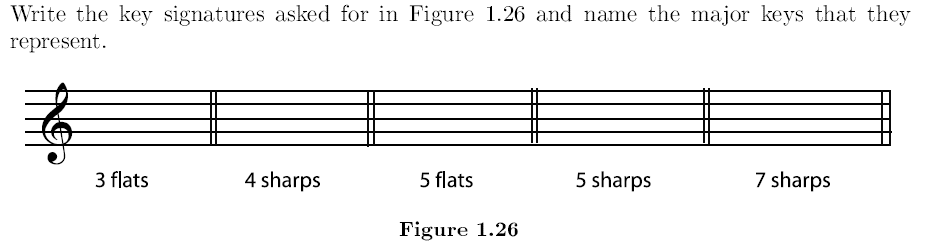 Write the key signatures asked for in Figure 1.26 and name the major keys that they
represent.
3 flats 4 sharps 5 flats 5 sharps 7 sharps
Figure 1.26